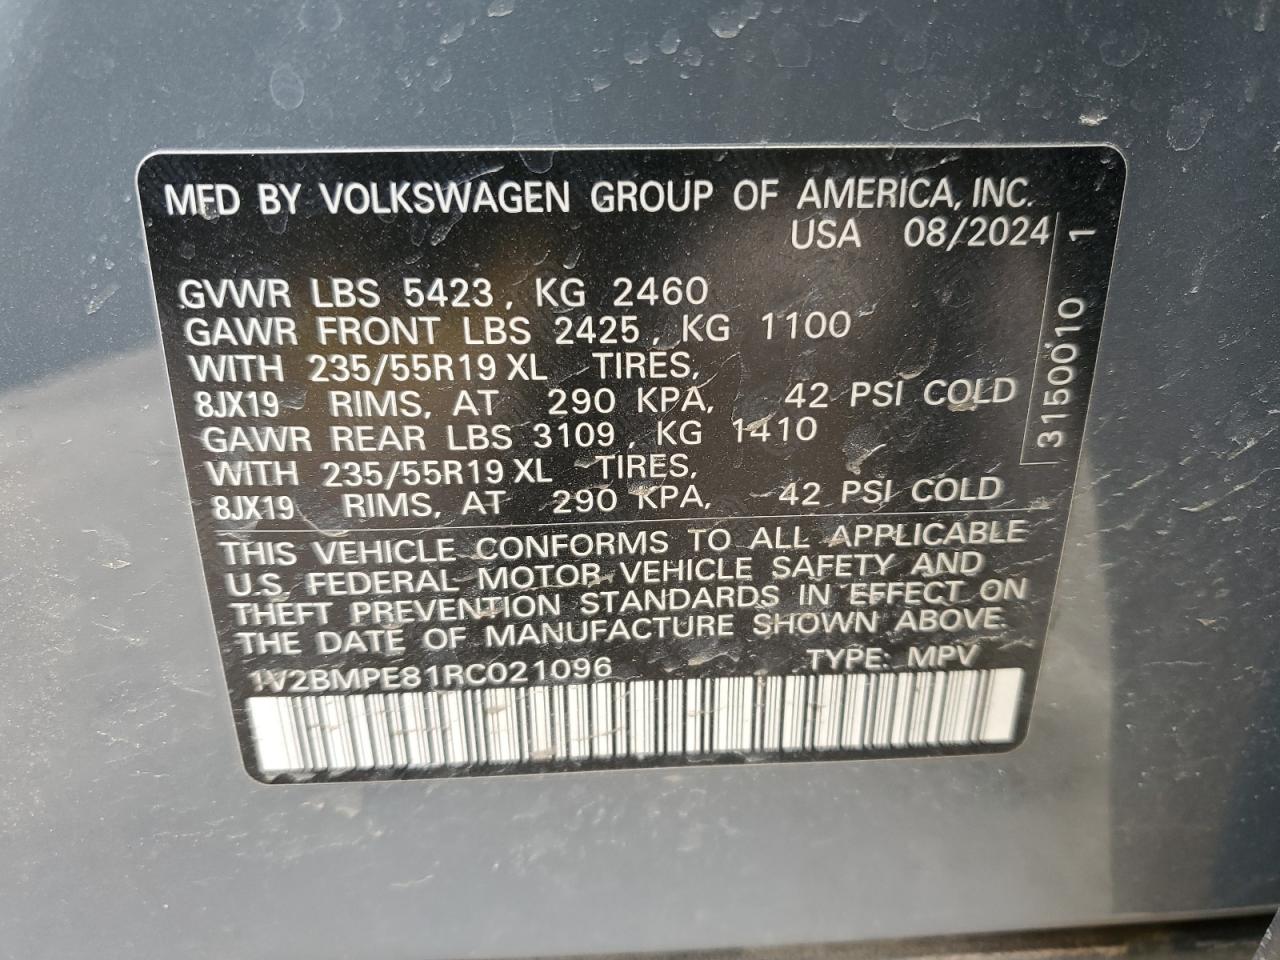 MFD BY VOLKSWAGEN GROUP OF AMERICA, INC.
USA 08/2024
GVWR LBS 5423, KG 2460
GAWR FRONT LBS 2425, KG 1100
WITH 235/55R19 XL TIRES,
8JX19 RIMS, AT 290 KPA, 42 PSI COLD
GAWR REAR LBS 3109, KG 1410
WITH 235/55R19 XL TIRES,
8JX19 RIMS, AT 290 KPA, 42 PSI COLD
3150010 1
THIS VEHICLE CONFORMS TO ALL APPLICABLE
U.S. FEDERAL MOTOR VEHICLE SAFETY AND
THEFT PREVENTION STANDARDS IN EFFECT ON
THE DATE OF MANUFACTURE SHOWN ABOVE.
1V2BMPE81RC021096 TYPE: MPV